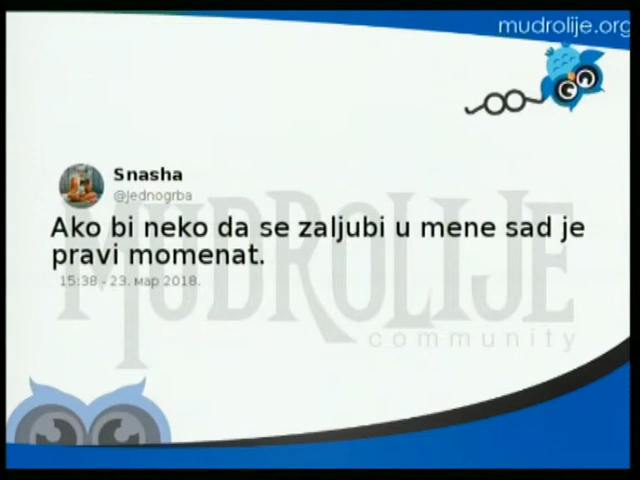 mudrolije.org
Snasha
@jednogrba
Ako bi neko da se zaljubi u mene sad je
pravi momenat.
15:38 - 23. мар 2018.
MUDROLIJE
community